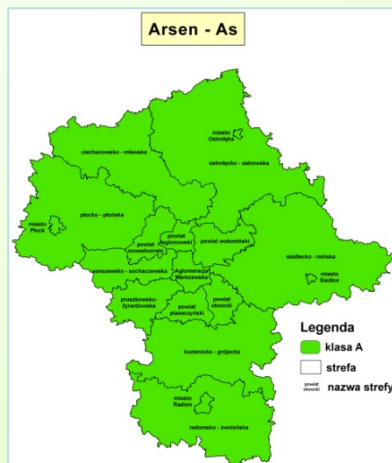 Arsen - As
miasto
Ostrołęka
ciechanowsko - mławska
ostrołęcko - ostrowska
płocko - płońska
miasto
Płock
powiat
legionowski
powiat
nowodworski
powiat wołomiński
siedlecko - mińska
warszawsko - sochaczewska
Aglomeracja
Warszawska
miasto
Siedlce
pruszkowsko-
żyrardowska
powiat
otwocki
powiat
piaseczyński
kozienicko - grójecka
miasto
Radom
radomsko - zwoleńska
Legenda
klasa A
strefa
powiat
otwocki
nazwa strefy